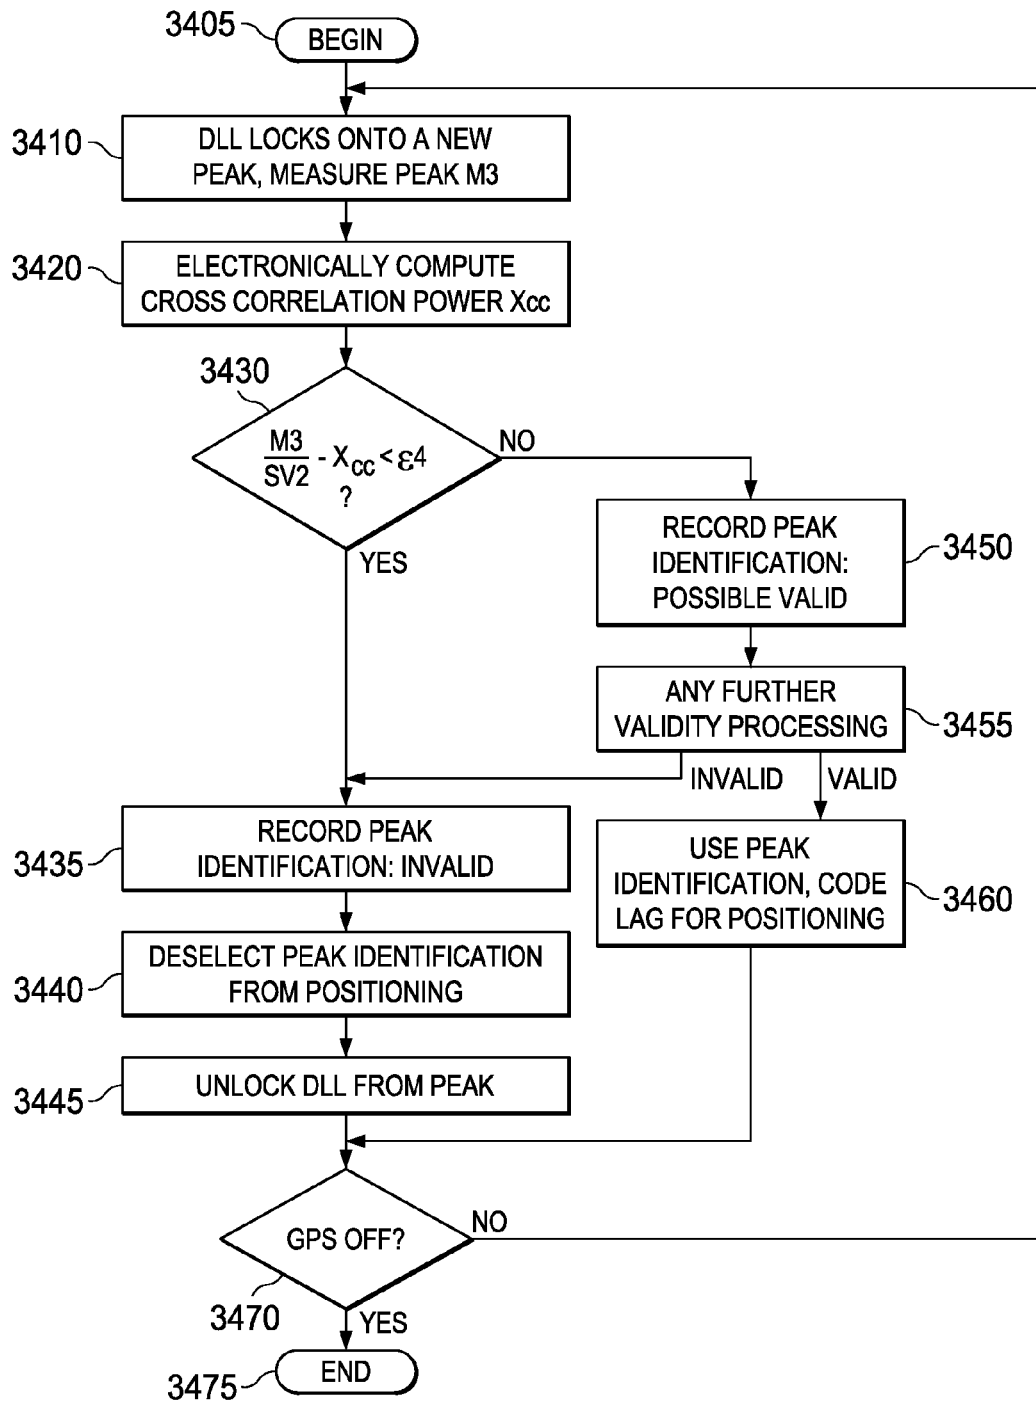 3405
BEGIN
3410
DLL LOCKS ONTO A NEW
PEAK, MEASURE PEAK M3
3420
ELECTRONICALLY COMPUTE
CROSS CORRELATION POWER Xcc
3430
M3
SV2
- Xcc < ε4
?
NO
YES
RECORD PEAK
IDENTIFICATION:
POSSIBLE VALID
3450
ANY FURTHER
VALIDITY PROCESSING
3455
INVALID
VALID
3435
RECORD PEAK
IDENTIFICATION: INVALID
USE PEAK
IDENTIFICATION, CODE
LAG FOR POSITIONING
3460
3440
DESELECT PEAK IDENTIFICATION
FROM POSITIONING
3445
UNLOCK DLL FROM PEAK
GPS OFF?
NO
3470
YES
3475
END